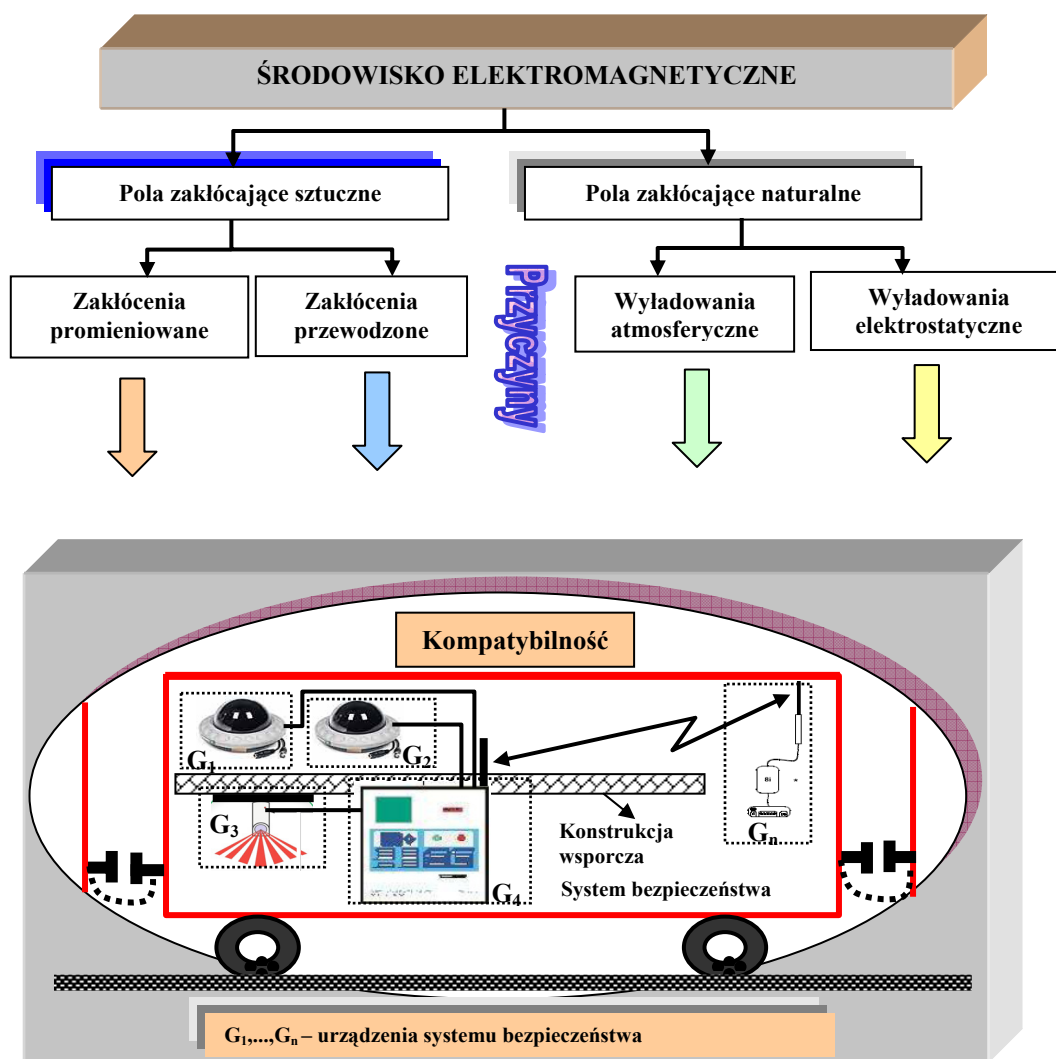 ŚRODOWISKO ELEKTROMAGNETYCZNE
Pola zakłócające sztuczne
Pola zakłócające naturalne
Zakłócenia
promieniowane
Zakłócenia
przewodzone
Przyczyny
Wyładowania
atmosferyczne
Wyładowania
elektrostatyczne
Kompatybilność
G₁
G₂
G₃
G₄
Gₙ
Konstrukcja
wsporcza
System bezpieczeństwa
G₁,...,Gₙ – urządzenia systemu bezpieczeństwa